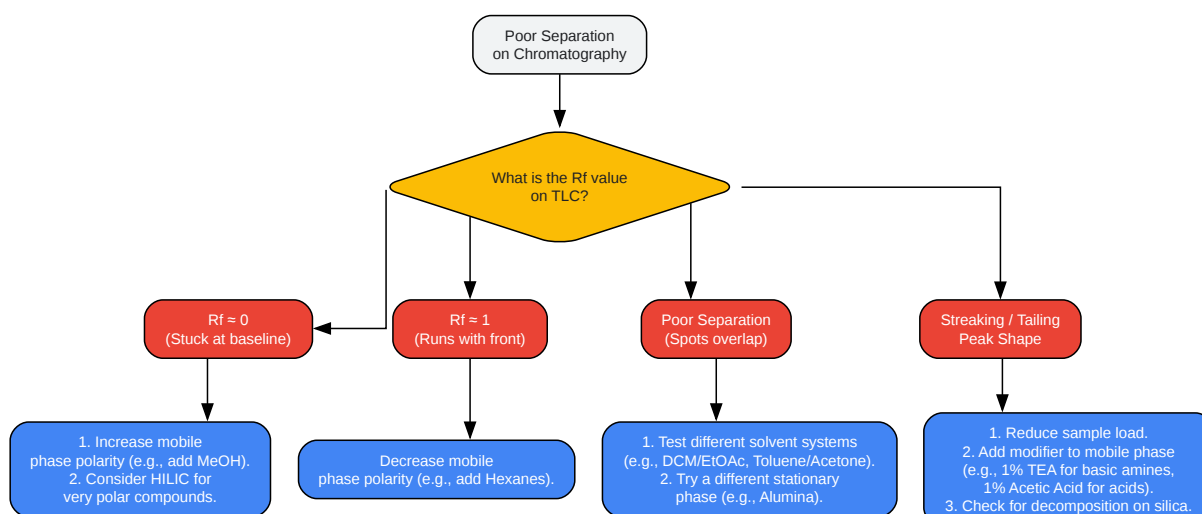 Poor Separation
on Chromatography
What is the Rf value
on TLC?
Rf ≈ 0
(Stuck at baseline)
Rf ≈ 1
(Runs with front)
Poor Separation
(Spots overlap)
Streaking / Tailing
Peak Shape
1. Increase mobile
phase polarity (e.g., add MeOH).
2. Consider HILIC for
very polar compounds.
Decrease mobile
phase polarity (e.g., add Hexanes).
1. Test different solvent systems
(e.g., DCM/EtOAc, Toluene/Acetone).
2. Try a different stationary
phase (e.g., Alumina).
1. Reduce sample load.
2. Add modifier to mobile phase
(e.g., 1% TEA for basic amines,
1% Acetic Acid for acids).
3. Check for decomposition on silica.